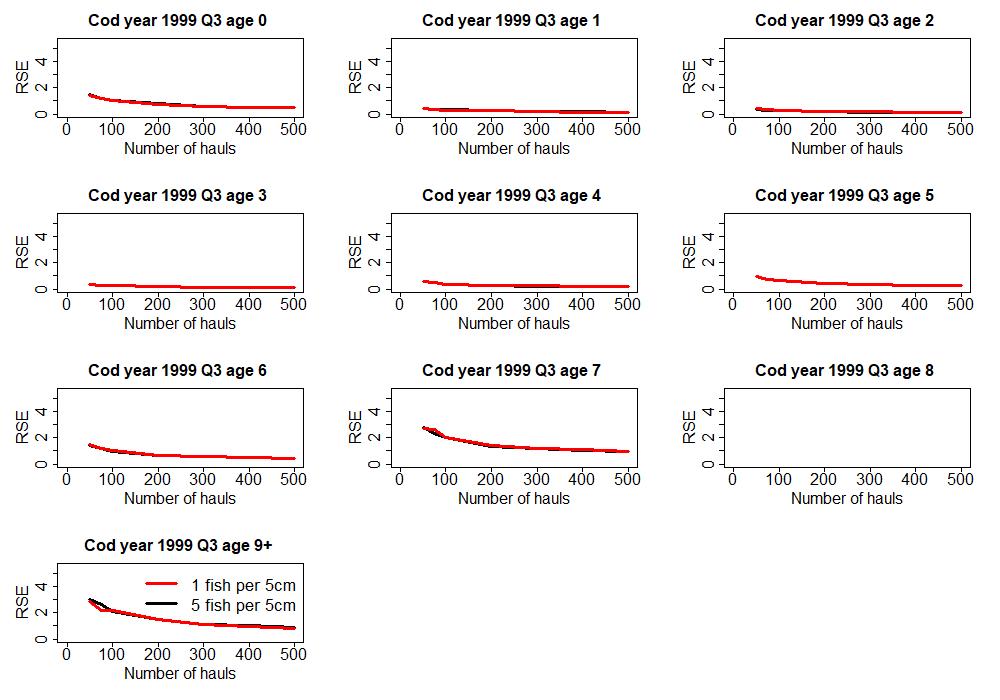 Cod year 1999 Q3 age 0
Cod year 1999 Q3 age 1
Cod year 1999 Q3 age 2
RSE
0 2 4
0 100 200 300 400 500
Number of hauls
RSE
0 2 4
0 100 200 300 400 500
Number of hauls
RSE
0 2 4
0 100 200 300 400 500
Number of hauls
Cod year 1999 Q3 age 3
Cod year 1999 Q3 age 4
Cod year 1999 Q3 age 5
RSE
0 2 4
0 100 200 300 400 500
Number of hauls
RSE
0 2 4
0 100 200 300 400 500
Number of hauls
RSE
0 2 4
0 100 200 300 400 500
Number of hauls
Cod year 1999 Q3 age 6
Cod year 1999 Q3 age 7
Cod year 1999 Q3 age 8
RSE
0 2 4
0 100 200 300 400 500
Number of hauls
RSE
0 2 4
0 100 200 300 400 500
Number of hauls
RSE
0 2 4
0 100 200 300 400 500
Number of hauls
Cod year 1999 Q3 age 9+
RSE
0 2 4
1 fish per 5cm
5 fish per 5cm
0 100 200 300 400 500
Number of hauls